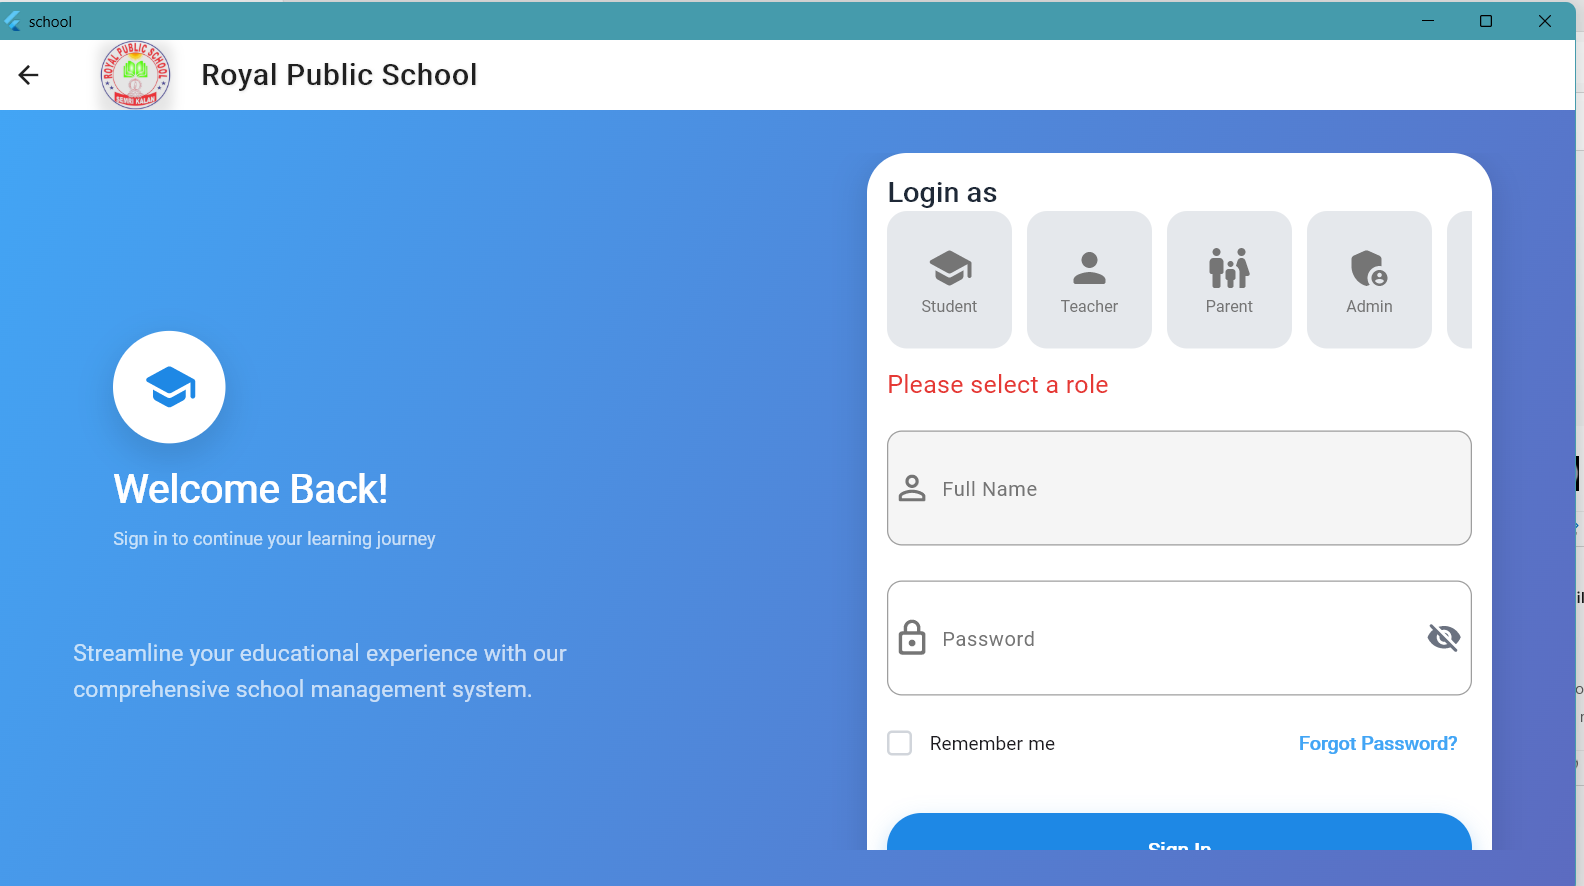 school
ROYAL PUBLIC SCHOOL
SEMRI KALAN
Royal Public School
Login as
Student
Teacher
Parent
Admin
Please select a role
Full Name
Password
Remember me
Forgot Password?
Sign In
Welcome Back!
Sign in to continue your learning journey
Streamline your educational experience with our
comprehensive school management system.